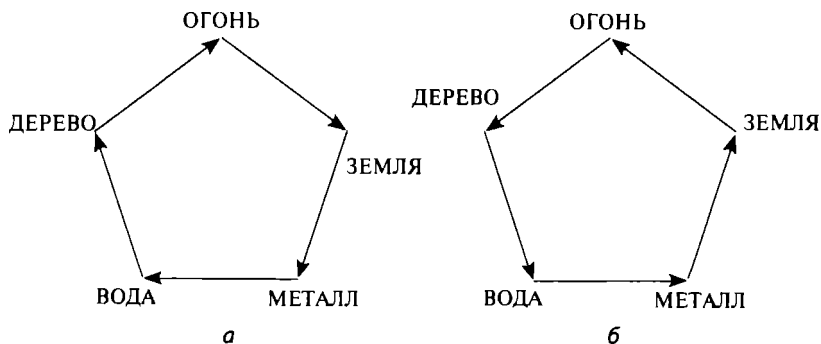 ОГОНЬ
ДЕРЕВО
ЗЕМЛЯ
ВОДА
МЕТАЛЛ
а
ОГОНЬ
ДЕРЕВО
ЗЕМЛЯ
ВОДА
МЕТАЛЛ
б